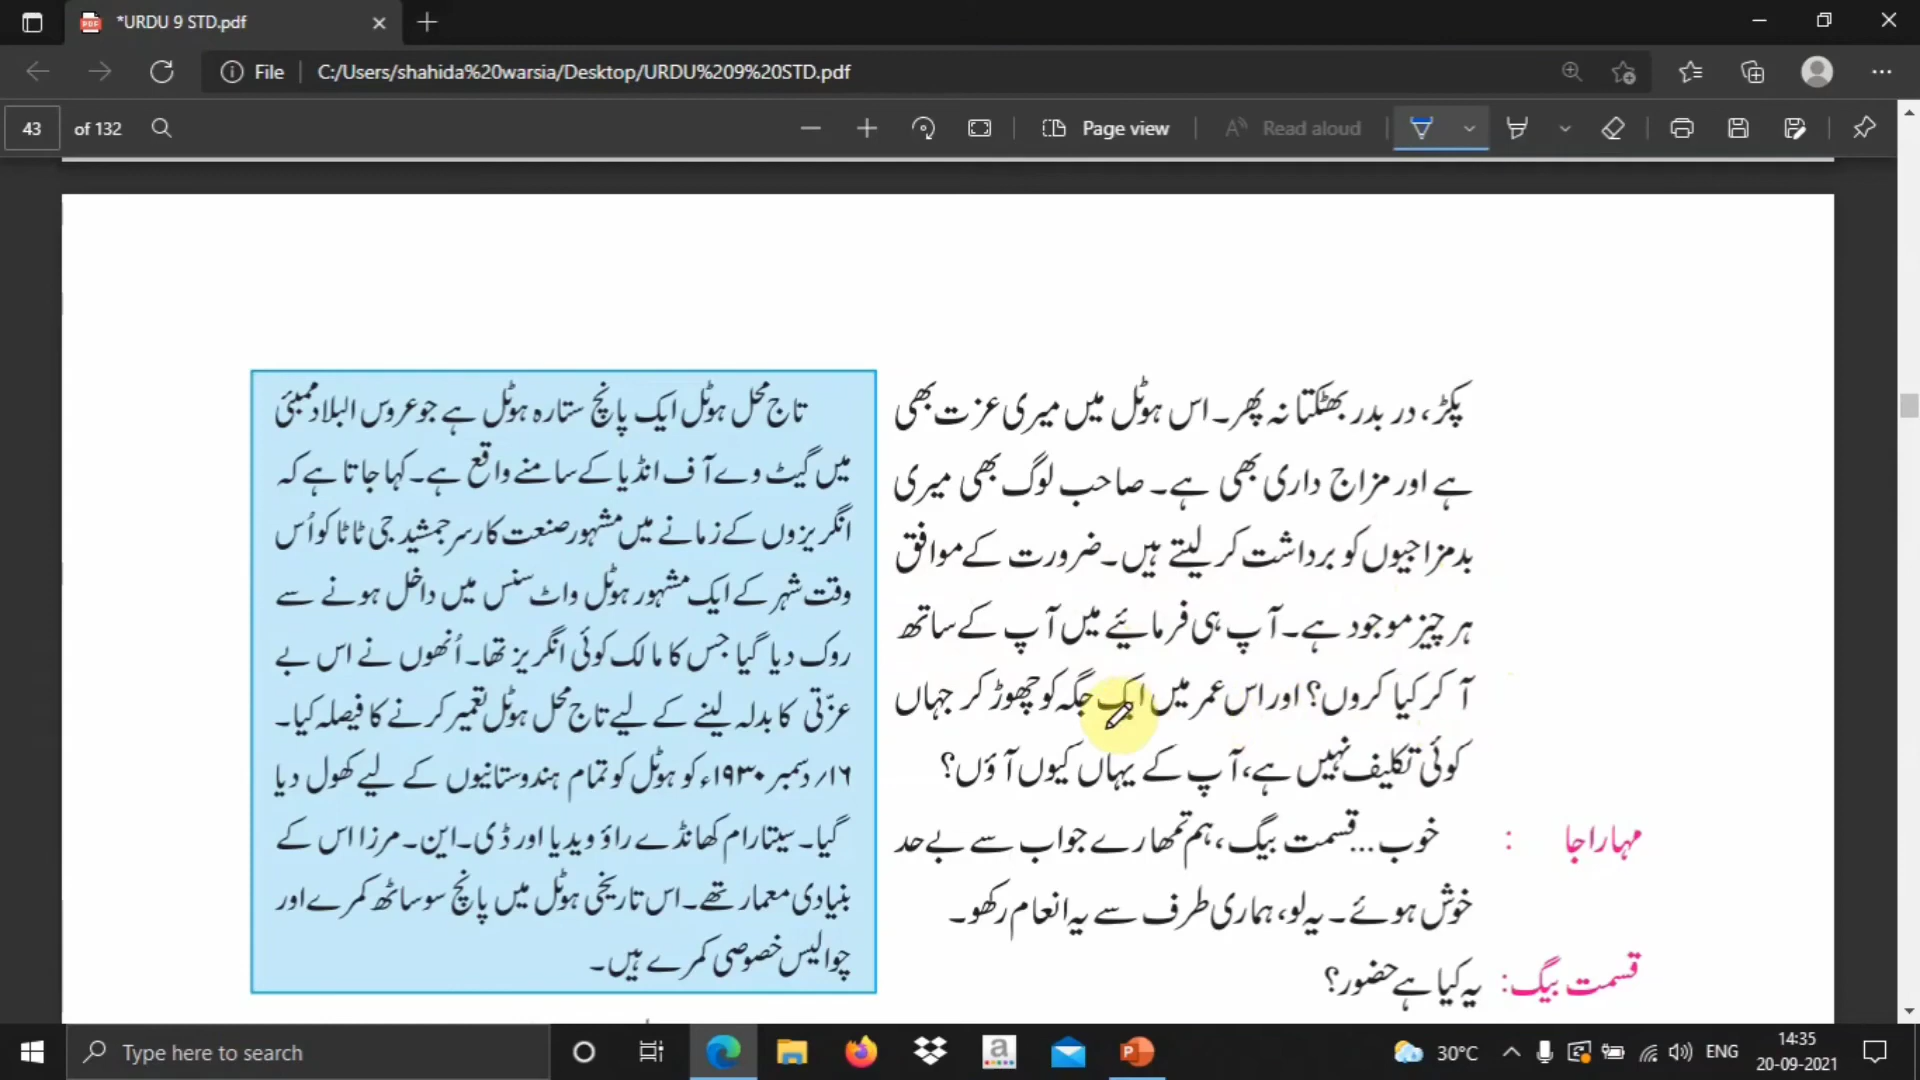 *URDU 9 STD.pdf
File
C:/Users/shahida%20warsia/Desktop/URDU%209%20STD.pdf
43 of 132
Page view
Read aloud
پکڑ، در بدر بھٹکتا نہ پھر۔ اس ہوٹل میں میری عزت بھی
ہے اور مزاج داری بھی ہے۔ صاحب لوگ بھی میری
بدمزاجیوں کو برداشت کر لیتے ہیں۔ ضرورت کے موافق
ہر چیز موجود ہے۔ آپ ہی فرمائیے میں آپ کے ساتھ
آ کر کیا کروں؟ اور اس عمر میں ایک جگہ کو چھوڑ کر جہاں
کوئی تکلیف نہیں ہے، آپ کے یہاں کیوں آؤں؟
مہاراجا : خوب... قسمت بیگ، ہم تمھارے جواب سے بے حد
خوش ہوئے۔ یہ لو، ہماری طرف سے یہ انعام رکھو۔
قسمت بیگ: یہ کیا ہے حضور؟
تاج محل ہوٹل ایک پانچ ستارہ ہوٹل ہے جو عروس البلاد ممبئی
میں گیٹ وے آف انڈیا کے سامنے واقع ہے۔ کہا جاتا ہے کہ
انگریزوں کے زمانے میں مشہور صنعت کار سر جمشید جی ٹاٹا کو اُس
وقت شہر کے ایک مشہور ہوٹل واٹ سنس میں داخل ہونے سے
روک دیا گیا جس کا مالک کوئی انگریز تھا۔ اُنھوں نے اس بے
عزّتی کا بدلہ لینے کے لیے تاج محل ہوٹل تعمیر کرنے کا فیصلہ کیا۔
۱۶؍ دسمبر ۱۹۳۰ء کو ہوٹل کو تمام ہندوستانیوں کے لیے کھول دیا
گیا۔ سیتارام کھانڈے راؤ ویدیا اور ڈی۔ این۔ مرزا اس کے
بنیادی معمار تھے۔ اس تاریخی ہوٹل میں پانچ سو ساٹھ کمرے اور
چوالیس خصوصی کمرے ہیں۔
Type here to search
30°C
ENG
14:35
20-09-2021